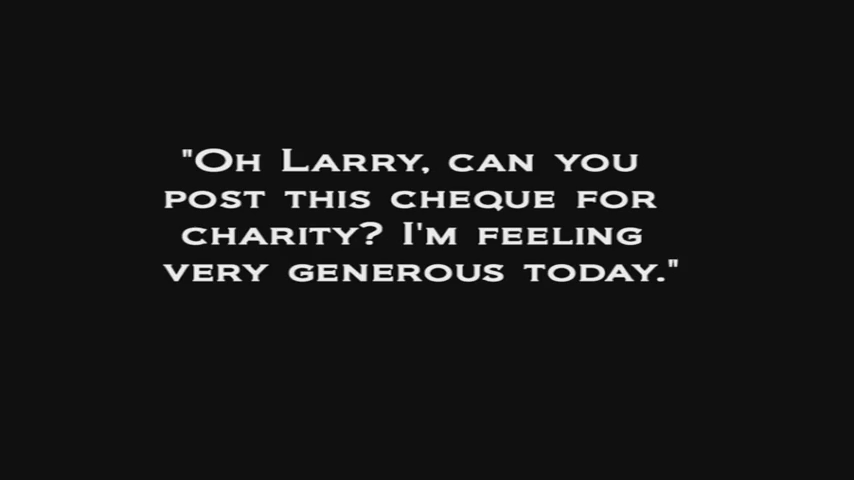 "Oh Larry, can you
post this cheque for
charity? I'm feeling
very generous today."